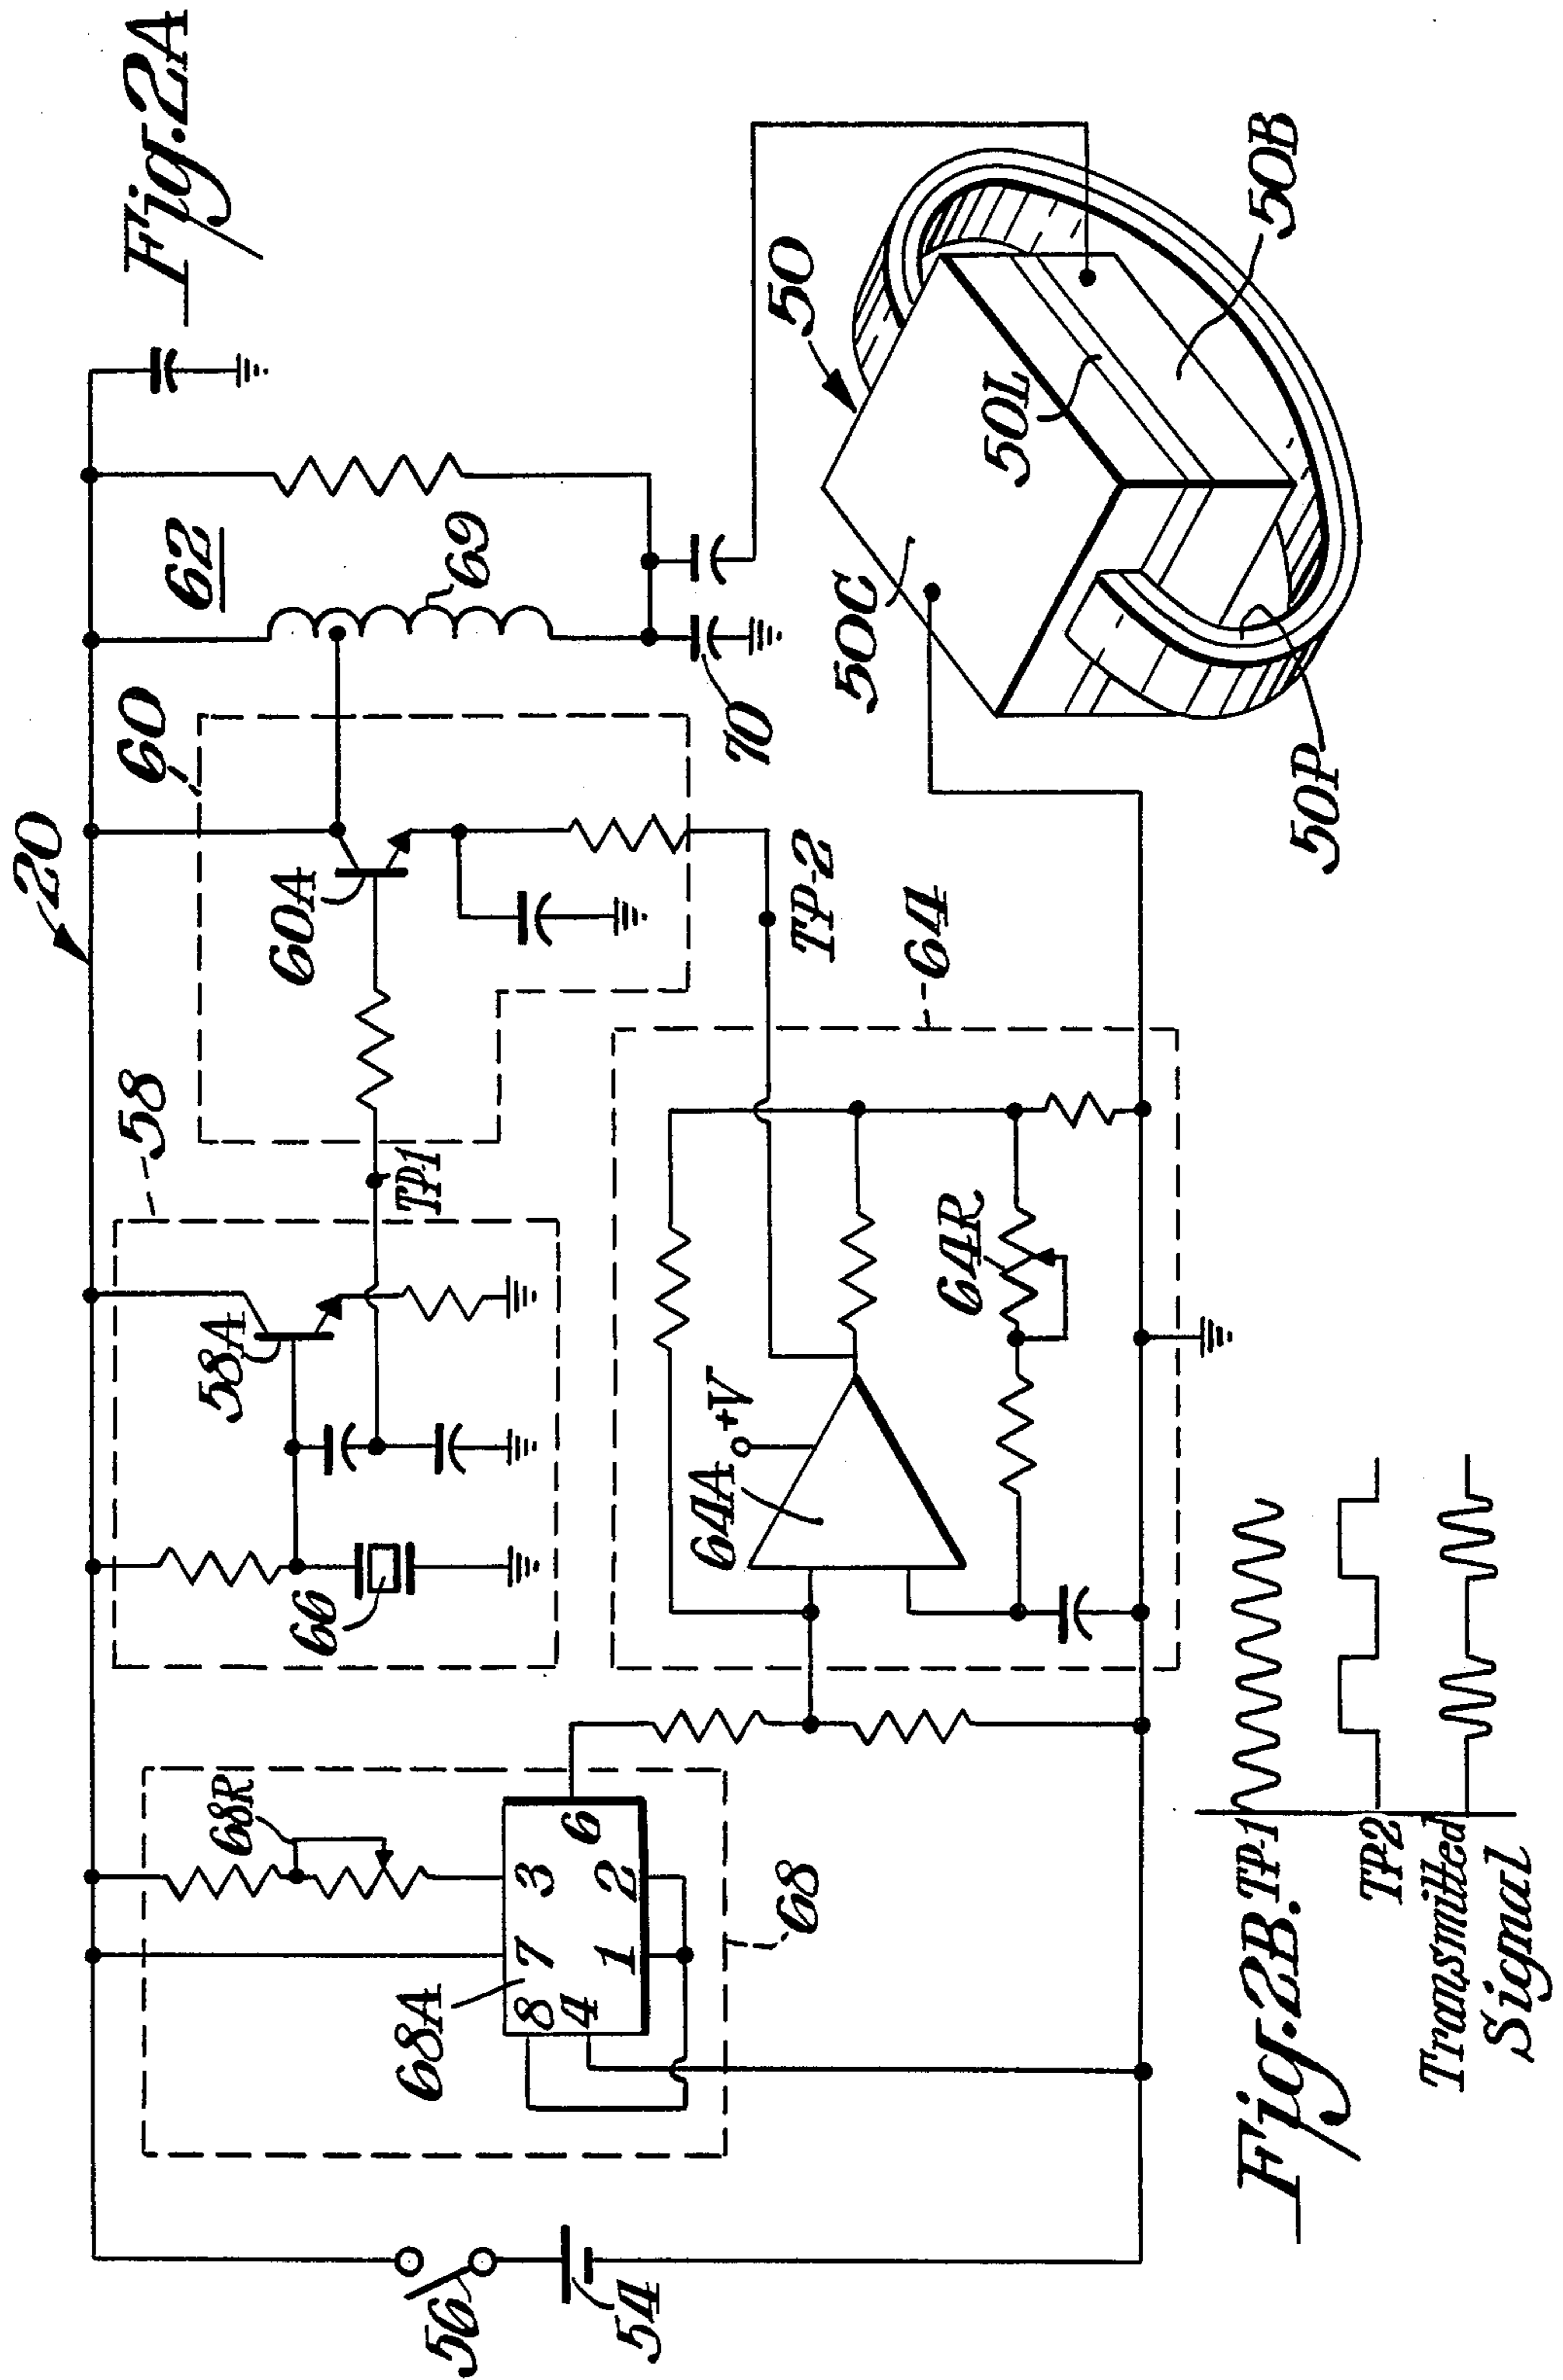 Fig. 2A
20
62
60
69
58
60A
58A
TP-1
70
66
TP-2
68R
64
3
6
7
2
8
1
4
68A
68
64A
+V
64R
56
54
50
50C
50L
50B
50P
Fig. 2B.
TP-1
TP2
Transmitted
Signal